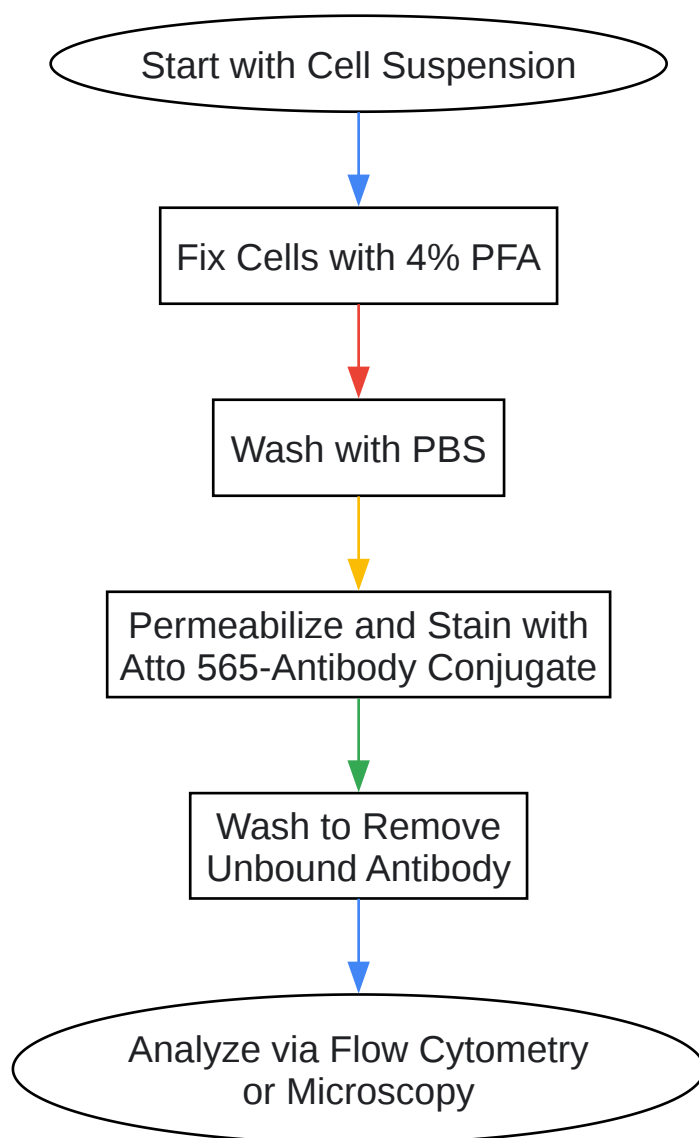 Start with Cell Suspension
Fix Cells with 4% PFA
Wash with PBS
Permeabilize and Stain with
Atto 565-Antibody Conjugate
Wash to Remove
Unbound Antibody
Analyze via Flow Cytometry
or Microscopy